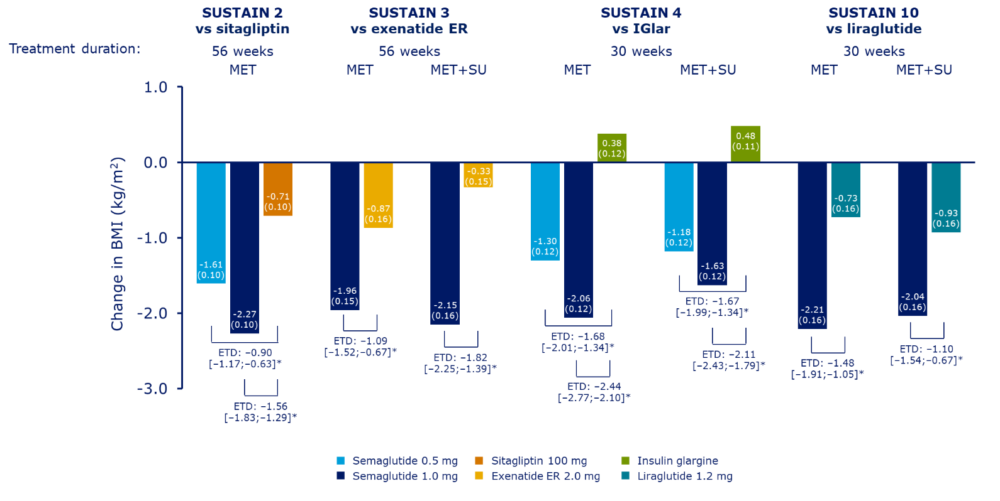 SUSTAIN 2
vs sitagliptin
SUSTAIN 3
vs exenatide ER
SUSTAIN 4
vs IGlar
SUSTAIN 10
vs liraglutide
Treatment duration:
56 weeks
56 weeks
30 weeks
30 weeks
MET
MET
MET+SU
MET
MET+SU
MET
MET+SU
Change in BMI (kg/m²)
1.0
0.0
-1.0
-2.0
-3.0
-1.61
(0.10)
-2.27
(0.10)
-0.71
(0.10)
ETD: –0.90
[–1.17;–0.63]*
ETD: –1.56
[–1.83;–1.29]*
-1.96
(0.15)
-0.87
(0.16)
ETD: –1.09
[–1.52;–0.67]*
-2.15
(0.16)
-0.33
(0.15)
ETD: –1.82
[–2.25;–1.39]*
-1.30
(0.12)
-2.06
(0.12)
0.38
(0.12)
ETD: –1.68
[–2.01;–1.34]*
ETD: –2.44
[–2.77;–2.10]*
-1.18
(0.12)
-1.63
(0.12)
0.48
(0.11)
ETD: –1.67
[–1.99;–1.34]*
ETD: –2.11
[–2.43;–1.79]*
-2.21
(0.16)
-0.73
(0.16)
ETD: –1.48
[–1.91;–1.05]*
-2.04
(0.16)
-0.93
(0.16)
ETD: –1.10
[–1.54;–0.67]*
Semaglutide 0.5 mg
Sitagliptin 100 mg
Insulin glargine
Semaglutide 1.0 mg
Exenatide ER 2.0 mg
Liraglutide 1.2 mg